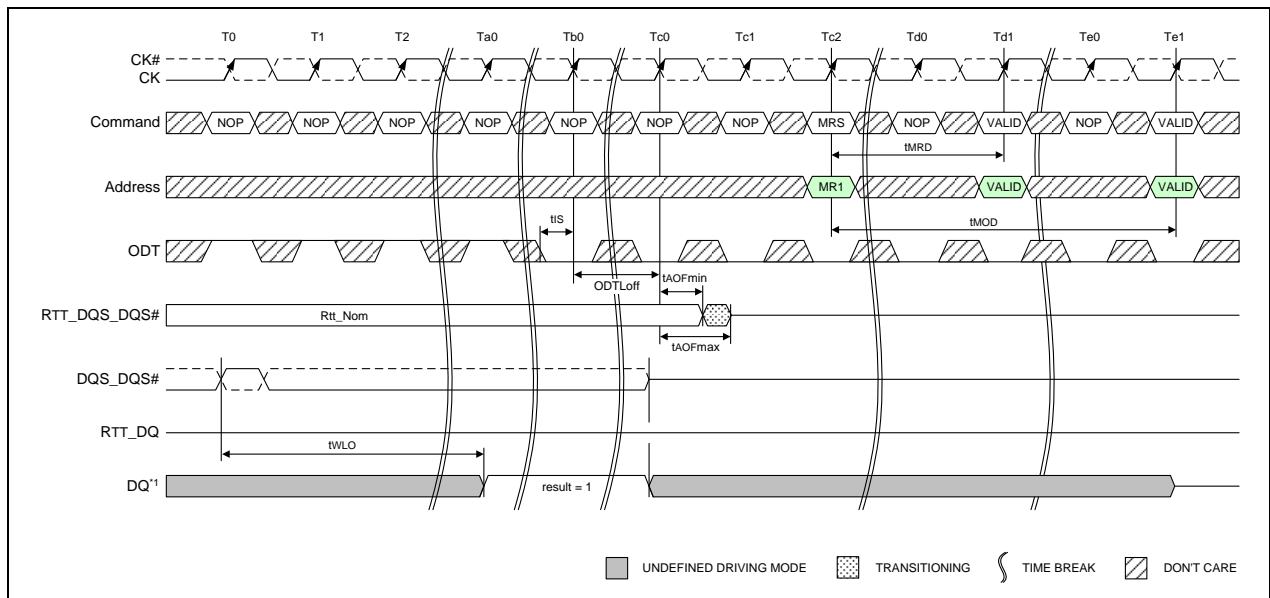 T0 T1 T2 Ta0 Tb0 Tc0 Tc1 Tc2 Td0 Td1 Te0 Te1
CK#
CK
Command NOP NOP NOP NOP NOP NOP NOP MRS NOP VALID NOP VALID
tMRD
Address MR1 VALID VALID
tIS
tMOD
ODT
ODTLoff
tAOFmin
RTT_DQS_DQS# Rtt_Nom
tAOFmax
DQS_DQS#
RTT_DQ
tWLO
DQ*1 result = 1
UNDEFINED DRIVING MODE TRANSITIONING TIME BREAK DON'T CARE